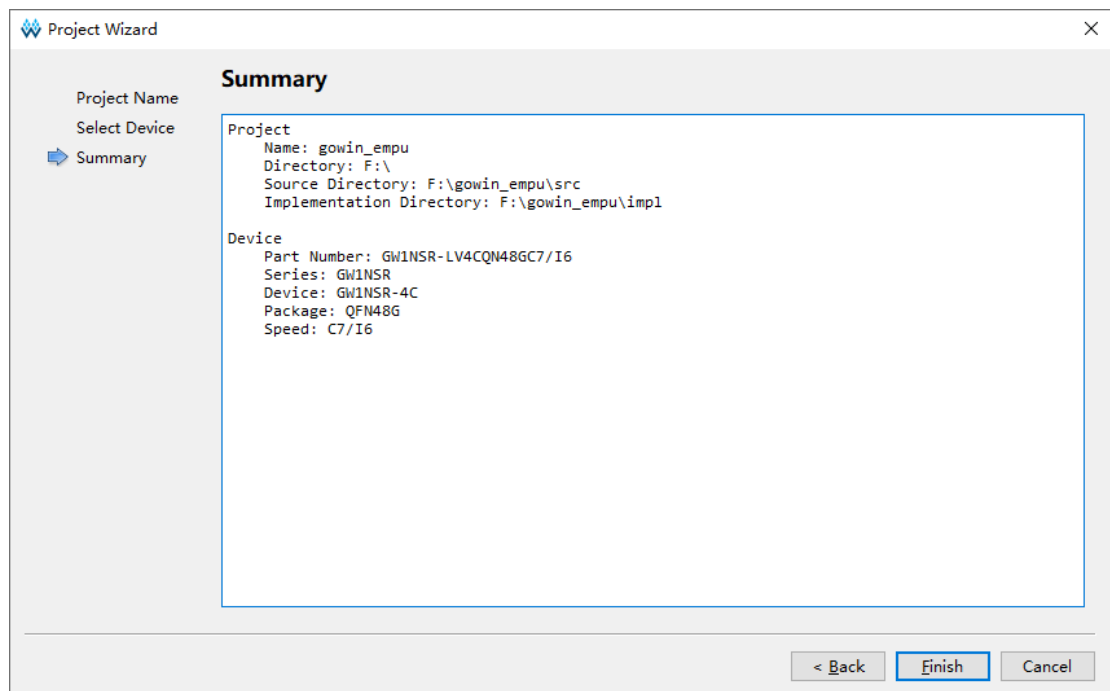 Project Wizard
Project Name
Select Device
Summary
Summary
Project
Name: gowin_empu
Directory: F:\
Source Directory: F:\gowin_empu\src
Implementation Directory: F:\gowin_empu\impl
Device
Part Number: GW1NSR-LV4CQN48GC7/I6
Series: GW1NSR
Device: GW1NSR-4C
Package: QFN48G
Speed: C7/I6
< Back
Finish
Cancel